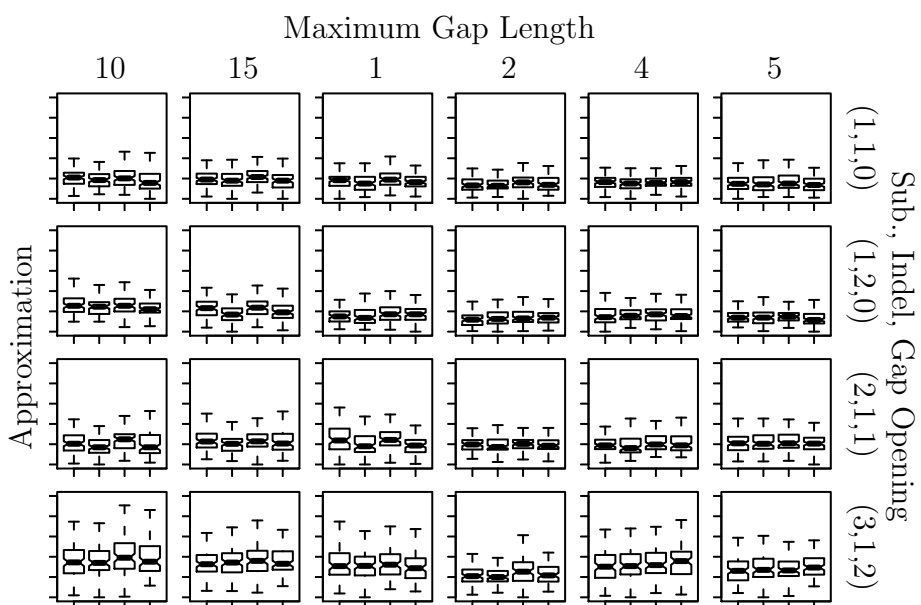 Maximum Gap Length
10 15 1 2 4 5
Approximation
(1,1,0)
(1,2,0)
(2,1,1)
(3,1,2)
Sub., Indel, Gap Opening